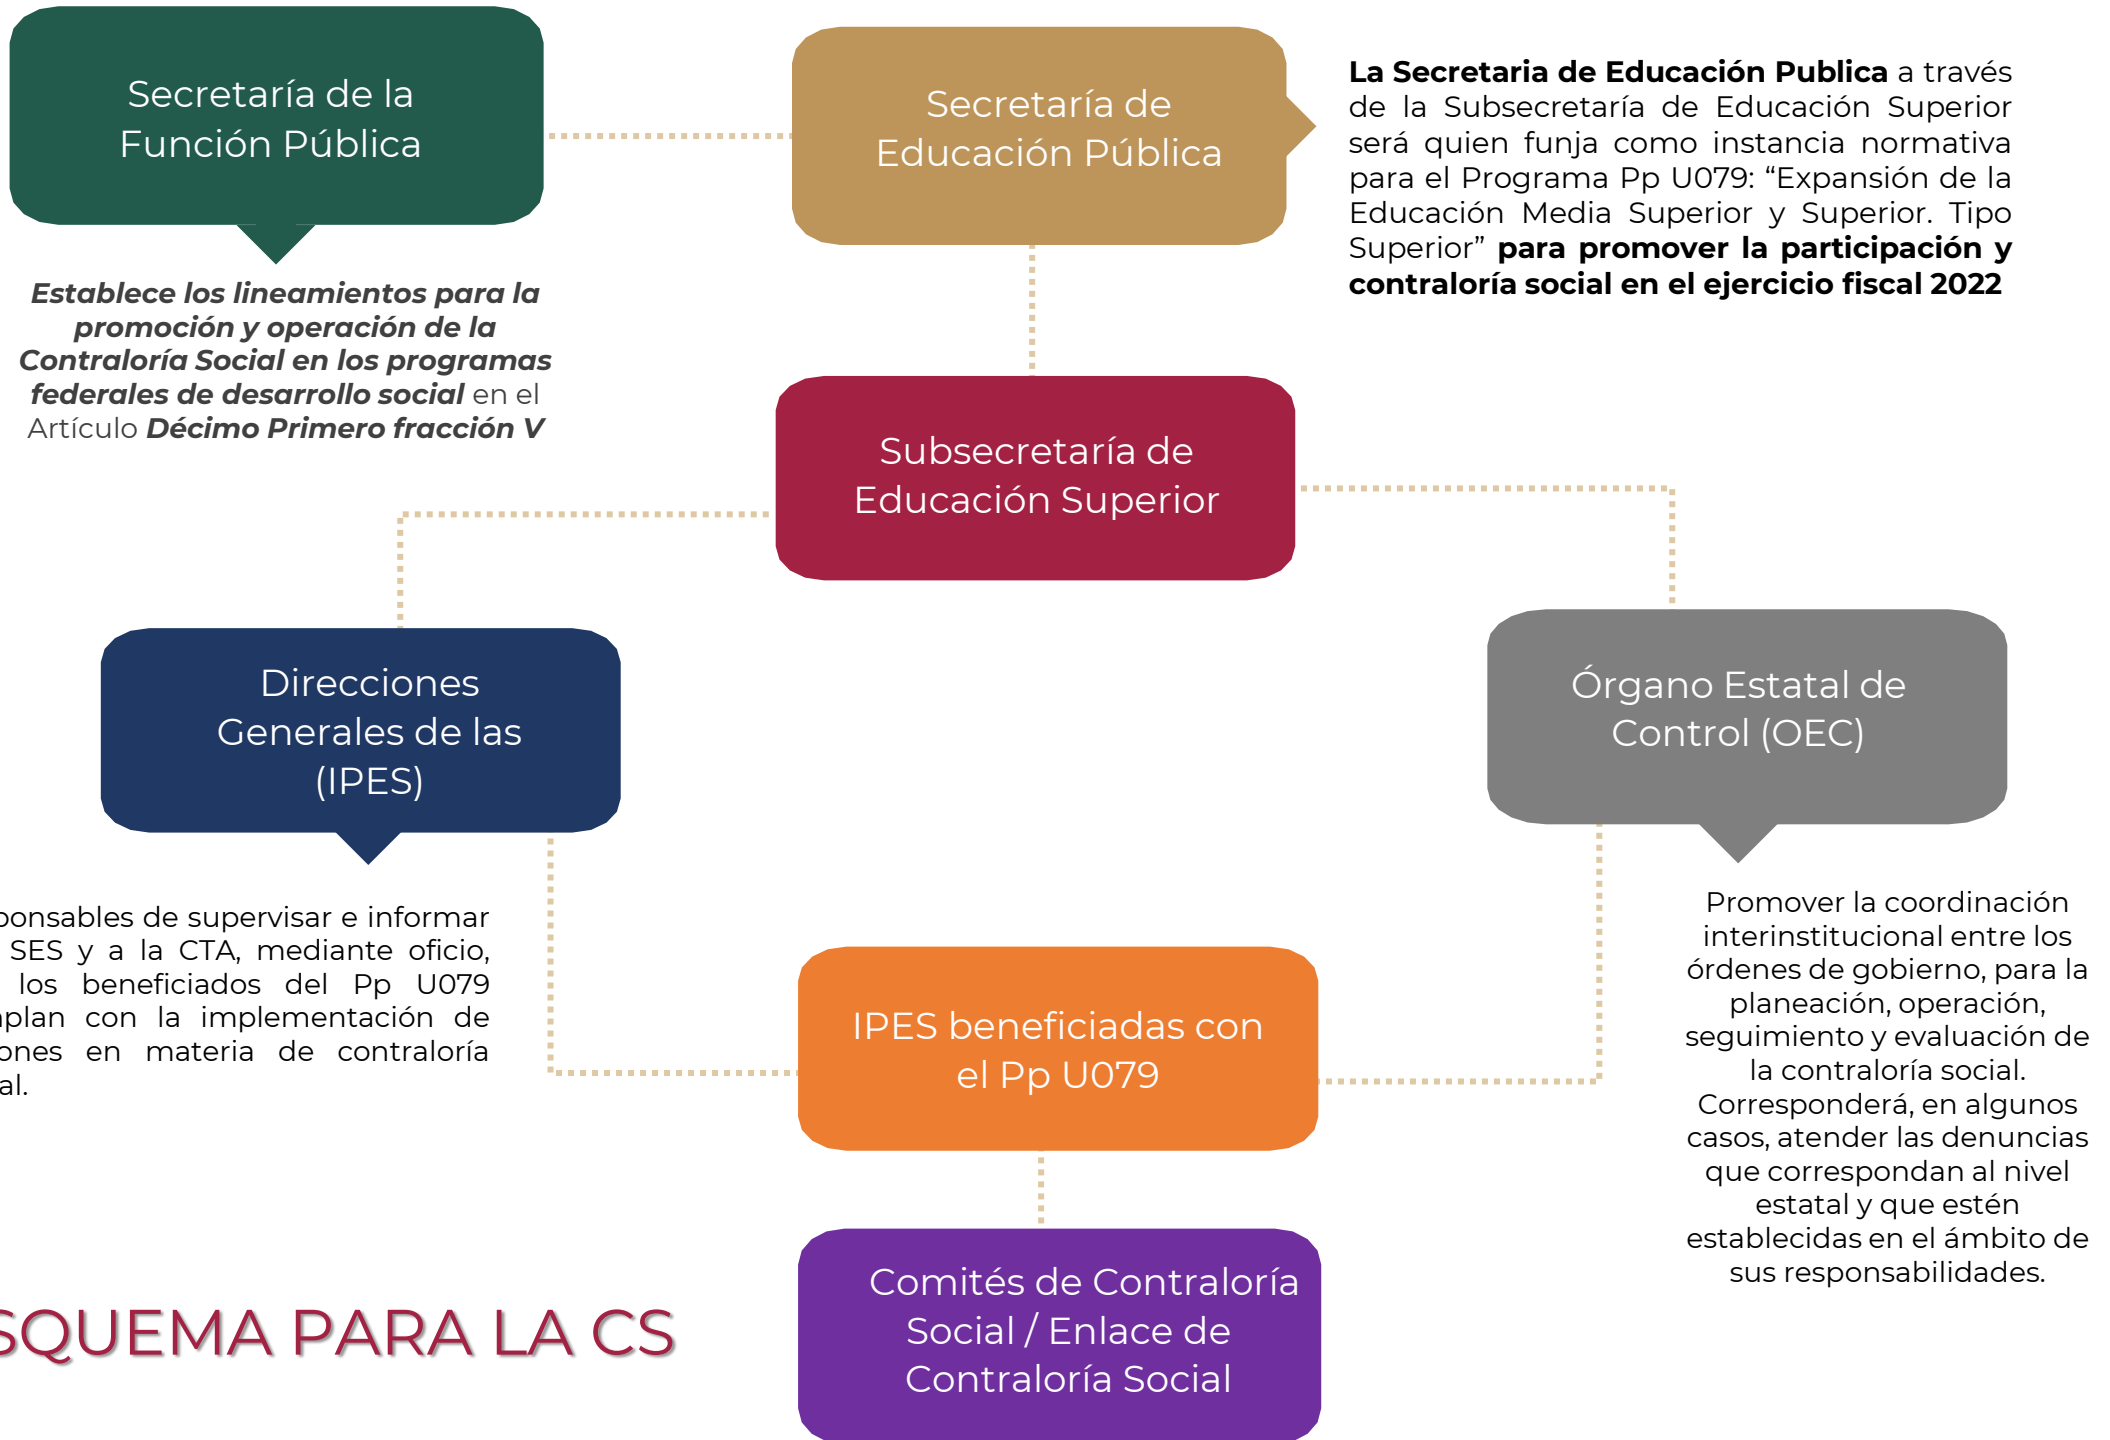 Secretaría de la
Función Pública
Secretaría de
Educación Pública
La Secretaria de Educación Publica a través
de la Subsecretaría de Educación Superior
será quien funja como instancia normativa
para el Programa Pp U079: “Expansión de la
Educación Media Superior y Superior. Tipo
Superior” para promover la participación y
contraloría social en el ejercicio fiscal 2022
Establece los lineamientos para la
promoción y operación de la
Contraloría Social en los programas
federales de desarrollo social en el
Artículo Décimo Primero fracción V
Subsecretaría de
Educación Superior
Direcciones
Generales de las
(IPES)
Órgano Estatal de
Control (OEC)
ponsables de supervisar e informar
SES y a la CTA, mediante oficio,
los beneficiados del Pp U079
plan con la implementación de
ones en materia de contraloría
al.
Promover la coordinación
interinstitucional entre los
órdenes de gobierno, para la
planeación, operación,
seguimiento y evaluación de
la contraloría social.
Corresponderá, en algunos
casos, atender las denuncias
que correspondan al nivel
estatal y que estén
establecidas en el ámbito de
sus responsabilidades.
IPES beneficiadas con
el Pp U079
Comités de Contraloría
Social / Enlace de
Contraloría Social
SQUEMA PARA LA CS